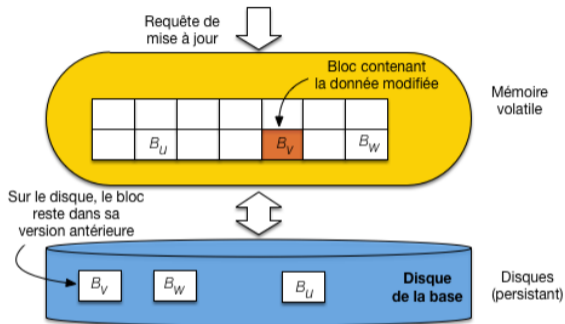 Requête de
mise à jour
Bloc contenant
la donnée modifiée
Mémoire
volatile
Bu
Bv
Bw
Sur le disque, le bloc
reste dans sa
version antérieure
Bv
Bw
Bu
Disque
de la base
Disques
(persistant)